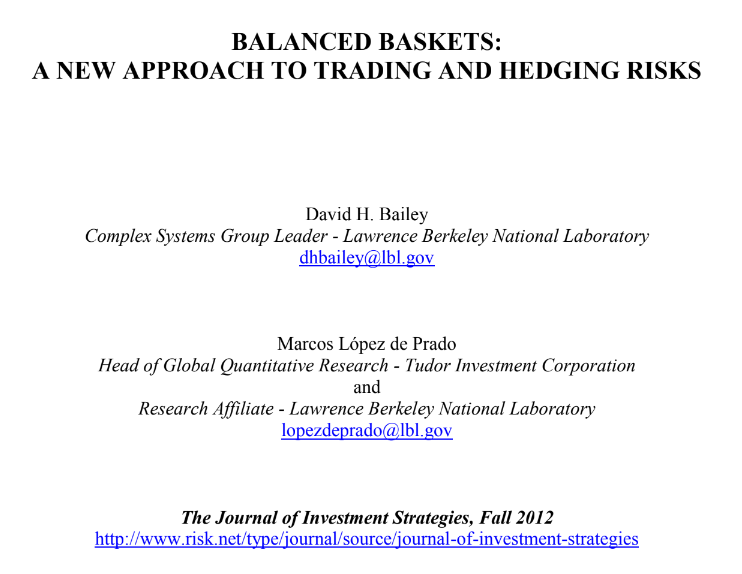 BALANCED BASKETS:
A NEW APPROACH TO TRADING AND HEDGING RISKS
David H. Bailey
Complex Systems Group Leader - Lawrence Berkeley National Laboratory
dhbailey@lbl.gov
Marcos López de Prado
Head of Global Quantitative Research - Tudor Investment Corporation
and
Research Affiliate - Lawrence Berkeley National Laboratory
lopezdeprado@lbl.gov
The Journal of Investment Strategies, Fall 2012
http://www.risk.net/type/journal/source/journal-of-investment-strategies